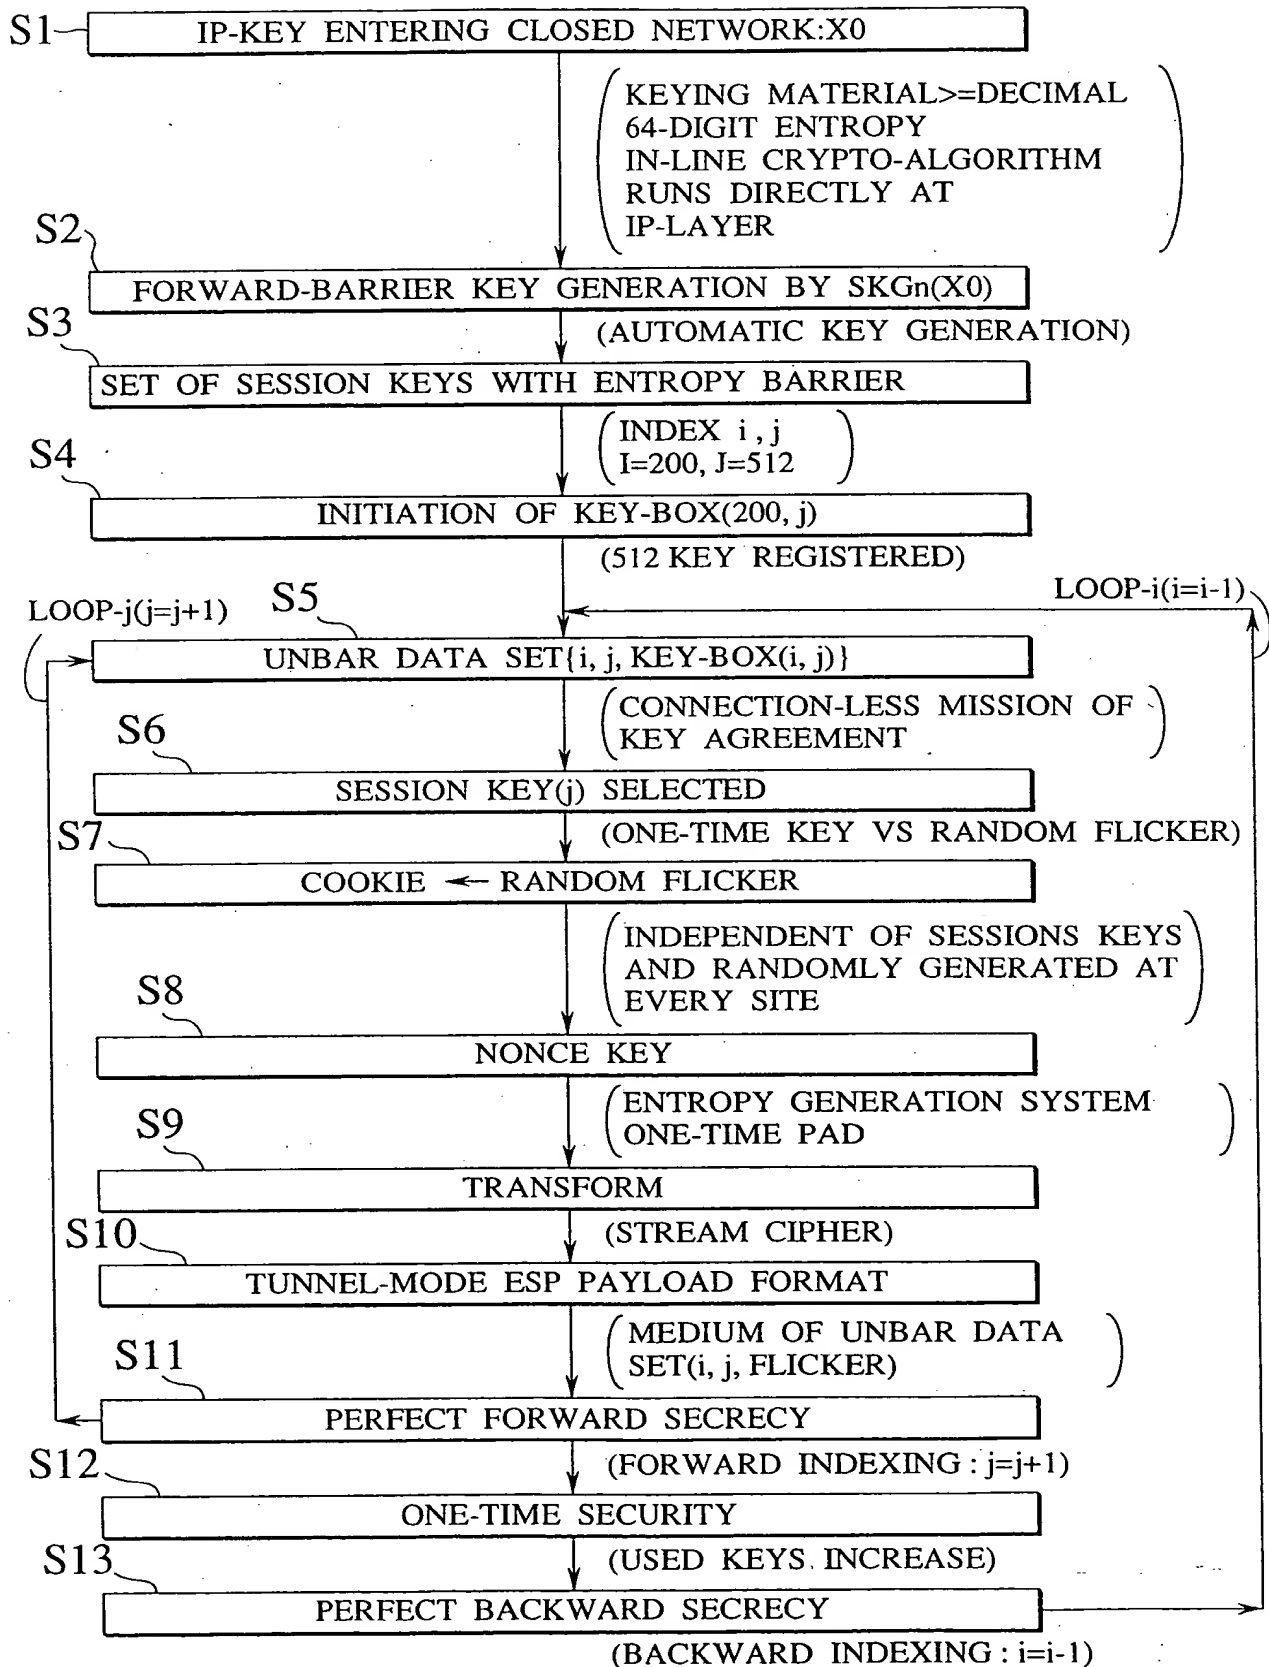 S1
IP-KEY ENTERING CLOSED NETWORK:X0
KEYING MATERIAL>=DECIMAL
64-DIGIT ENTROPY
IN-LINE CRYPTO-ALGORITHM
RUNS DIRECTLY AT
IP-LAYER
S2
FORWARD-BARRIER KEY GENERATION BY SKGn(X0)
(AUTOMATIC KEY GENERATION)
S3
SET OF SESSION KEYS WITH ENTROPY BARRIER
INDEX i , j
I=200, J=512
S4
INITIATION OF KEY-BOX(200, j)
(512 KEY REGISTERED)
LOOP-j(j=j+1)
LOOP-i(i=i-1)
S5
UNBAR DATA SET{i, j, KEY-BOX(i, j)}
CONNECTION-LESS MISSION OF
KEY AGREEMENT
S6
SESSION KEY(j) SELECTED
(ONE-TIME KEY VS RANDOM FLICKER)
S7
COOKIE ← RANDOM FLICKER
INDEPENDENT OF SESSIONS KEYS
AND RANDOMLY GENERATED AT
EVERY SITE
S8
NONCE KEY
ENTROPY GENERATION SYSTEM
ONE-TIME PAD
S9
TRANSFORM
(STREAM CIPHER)
S10
TUNNEL-MODE ESP PAYLOAD FORMAT
MEDIUM OF UNBAR DATA
SET(i, j, FLICKER)
S11
PERFECT FORWARD SECRECY
(FORWARD INDEXING : j=j+1)
S12
ONE-TIME SECURITY
(USED KEYS INCREASE)
S13
PERFECT BACKWARD SECRECY
(BACKWARD INDEXING : i=i-1)